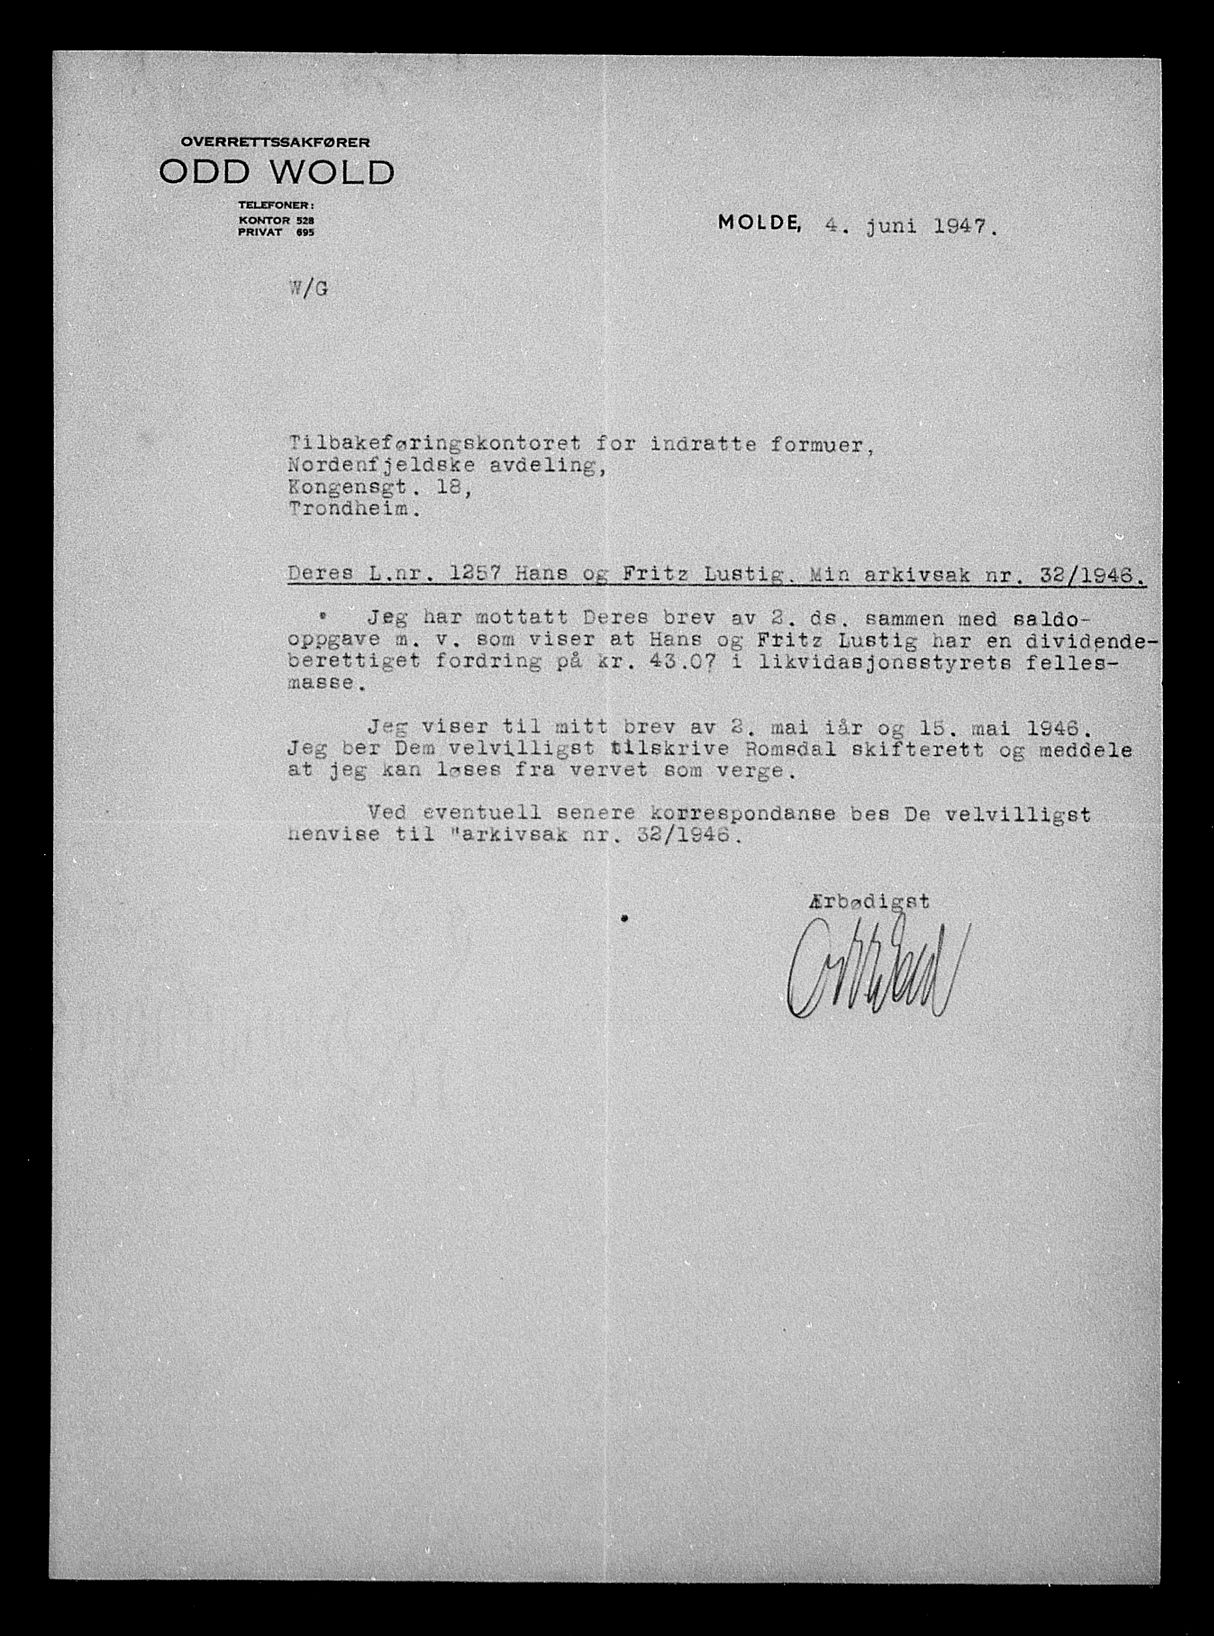 OVERRETTSSAKFØRER
ODD WOLD
TELEFONER:
KONTOR 528
PRIVAT 695
MOLDE, 4. juni 1947.
W/G
Tilbakeføringskontoret for indratte formuer,
Nordenfjeldske avdeling,
Kongensgt. 18,
Trondheim.
Deres L.nr. 1257 Hans og Fritz Lustig. Min arkivsak nr. 32/1946.
Jeg har mottatt Deres brev av 2. ds. sammen med saldo-
oppgave m. v. som viser at Hans og Fritz Lustig har en dividende-
berettiget fordring på kr. 43.07 i likvidasjonsstyrets felles-
masse.
Jeg viser til mitt brev av 2. mai iår og 15. mai 1946.
Jeg ber Dem velvilligst tilskrive Romsdal skifterett og meddele
at jeg kan løses fra vervet som verge.
Ved eventuell senere korrespondanse bes De velvilligst
henvise til "arkivsak nr. 32/1946.
Ærbødigst
Odd Wold